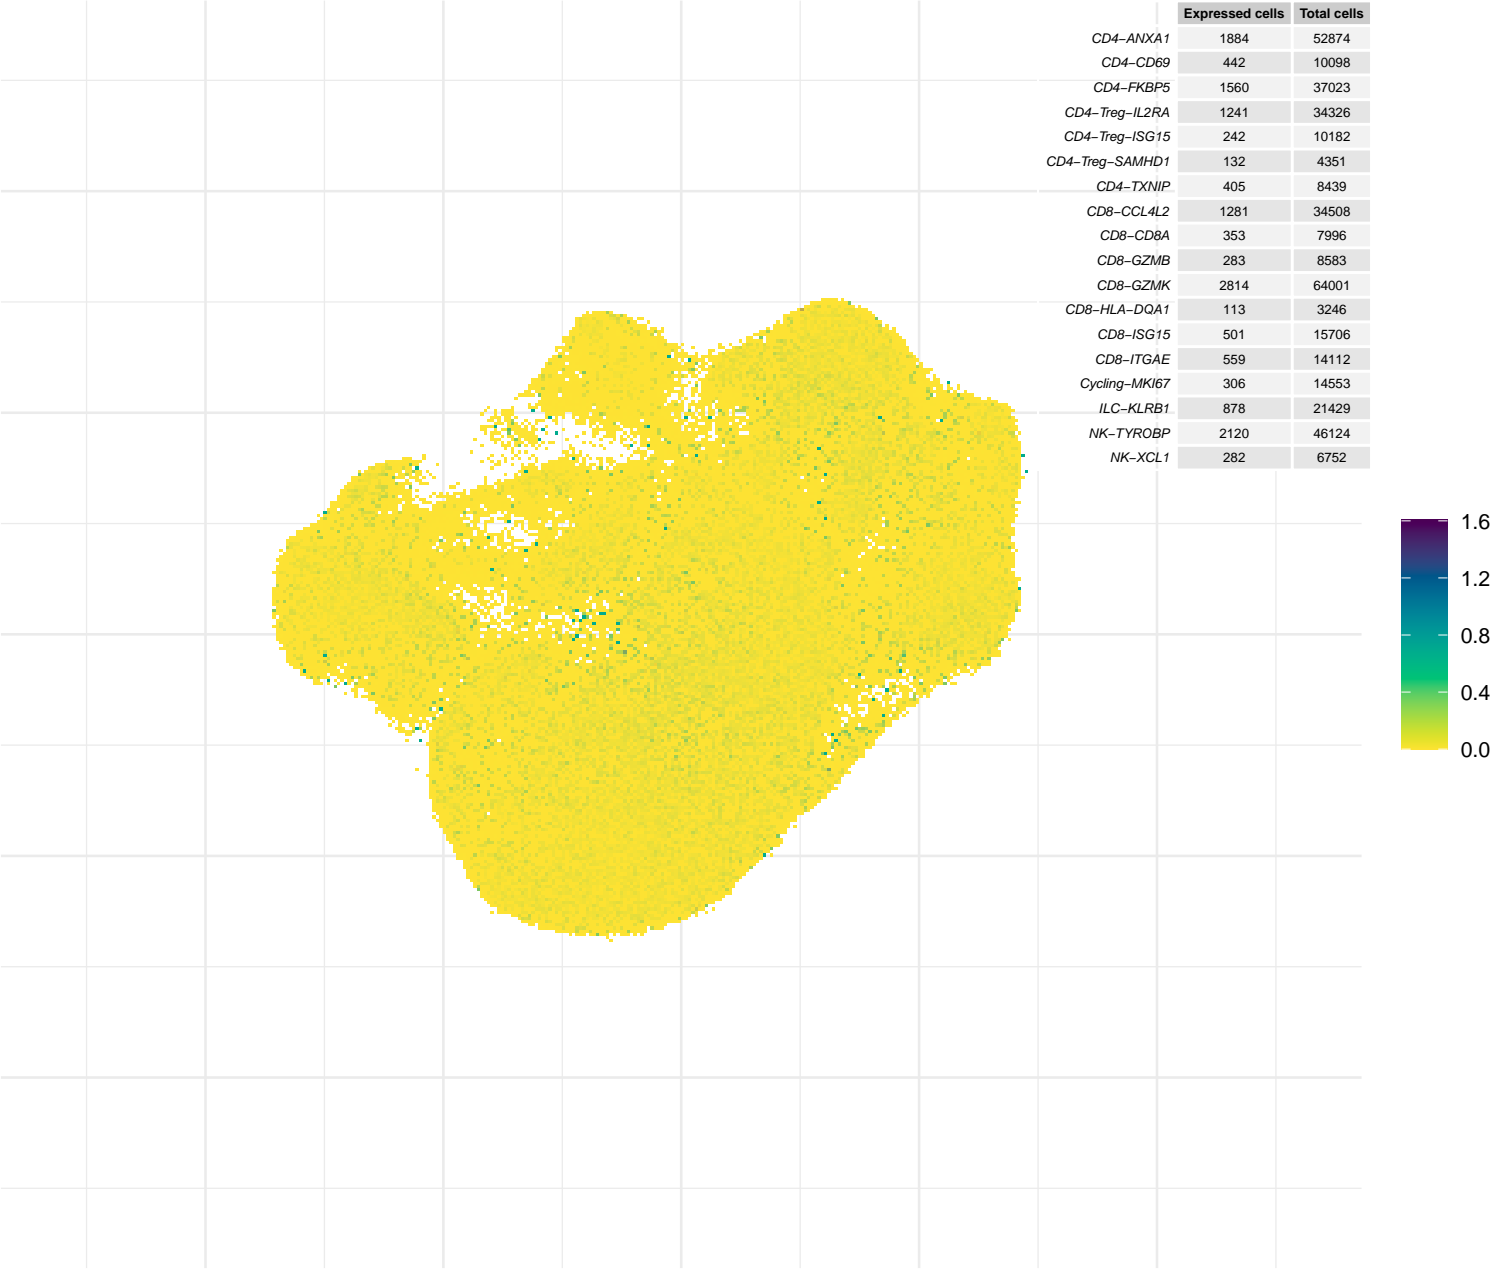 Expressed cells Total cells
CD4−ANXA1 1884 52874
CD4−CD69 442 10098
CD4−FKBP5 1560 37023
CD4−Treg−IL2RA 1241 34326
CD4−Treg−ISG15 242 10182
CD4−Treg−SAMHD1 132 4351
CD4−TXNIP 405 8439
CD8−CCL4L2 1281 34508
CD8−CD8A 353 7996
CD8−GZMB 283 8583
CD8−GZMK 2814 64001
CD8−HLA−DQA1 113 3246
CD8−ISG15 501 15706
CD8−ITGAE 559 14112
Cycling−MKI67 306 14553
ILC−KLRB1 878 21429
NK−TYROBP 2120 46124
NK−XCL1 282 6752
1.6
1.2
0.8
0.4
0.0